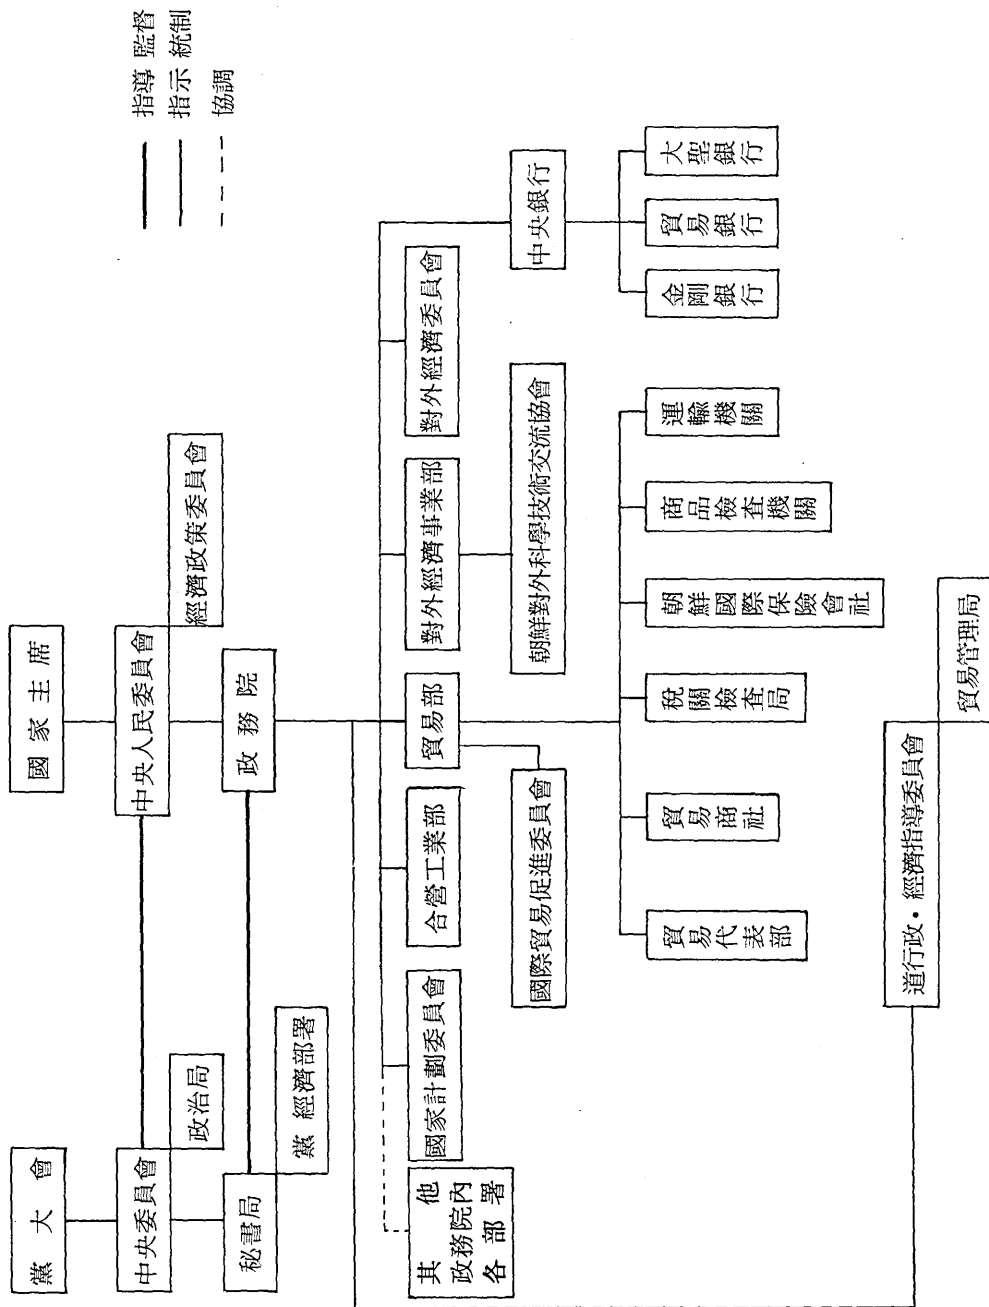 指導 監督
指示 統制
協調
國家主席
黨大會
中央人民委員會
經濟政策委員會
中央委員會
政治局
政務院
秘書局
黨 經濟部署
其他
政務院內
各部署
國家計劃委員會
合營工業部
貿易部
對外經濟事業部
對外經濟委員會
國際貿易促進委員會
朝鮮對外科學技術交流協會
中央銀行
貿易代表部
貿易商社
稅關檢査局
朝鮮國際保險會社
商品檢査機關
運輸機關
金剛銀行
貿易銀行
大聖銀行
道行政·經濟指導委員會
貿易管理局